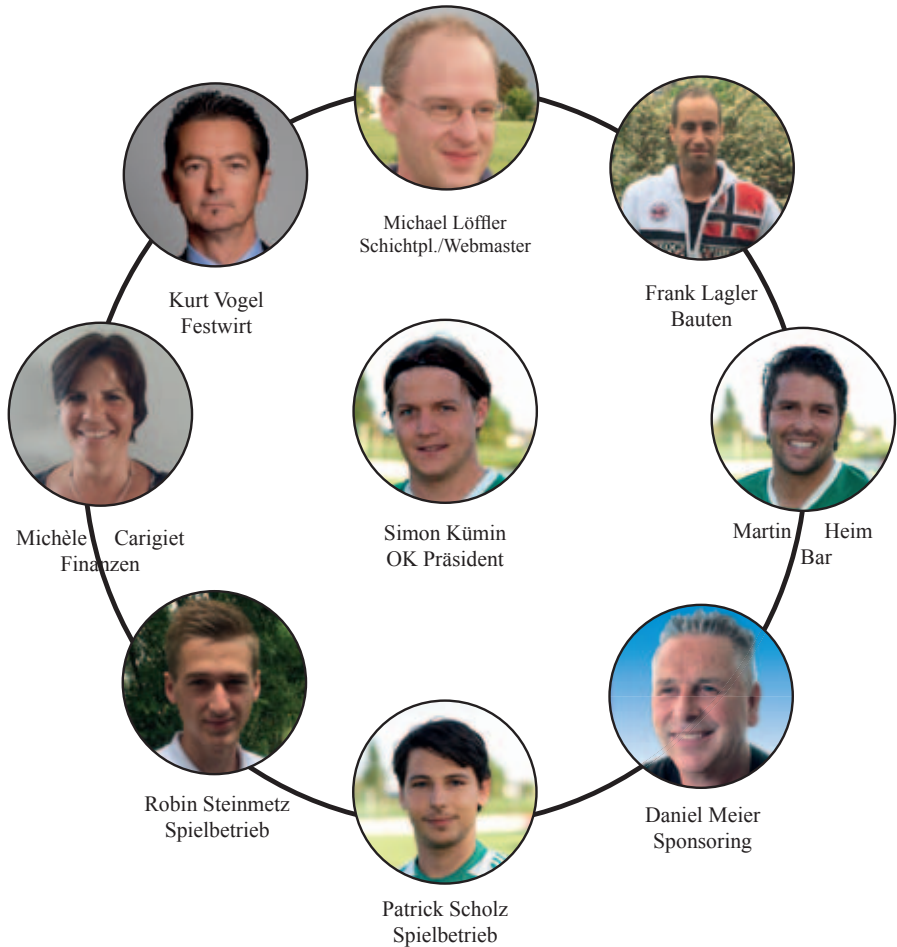 Michael Löffler
Schichtpl./Webmaster
Kurt Vogel
Festwirt
Frank Lagler
Bauten
Michèle Carigiet
Finanzen
Simon Kümin
OK Präsident
Martin Heim
Bar
Robin Steinmetz
Spielbetrieb
Daniel Meier
Sponsoring
Patrick Scholz
Spielbetrieb